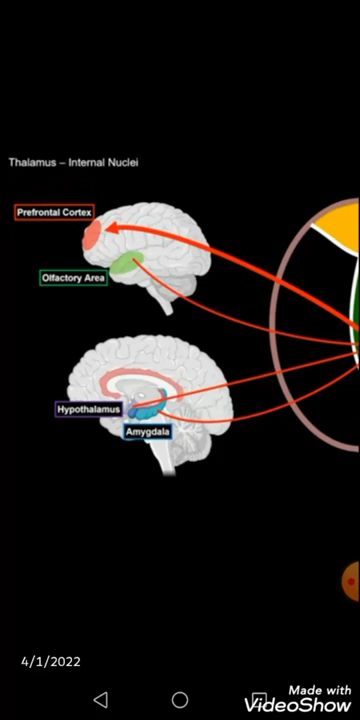 Thalamus – Internal Nuclei
Prefrontal Cortex
Olfactory Area
Hypothalamus
Amygdala
4/1/2022
Made with
VideoShow